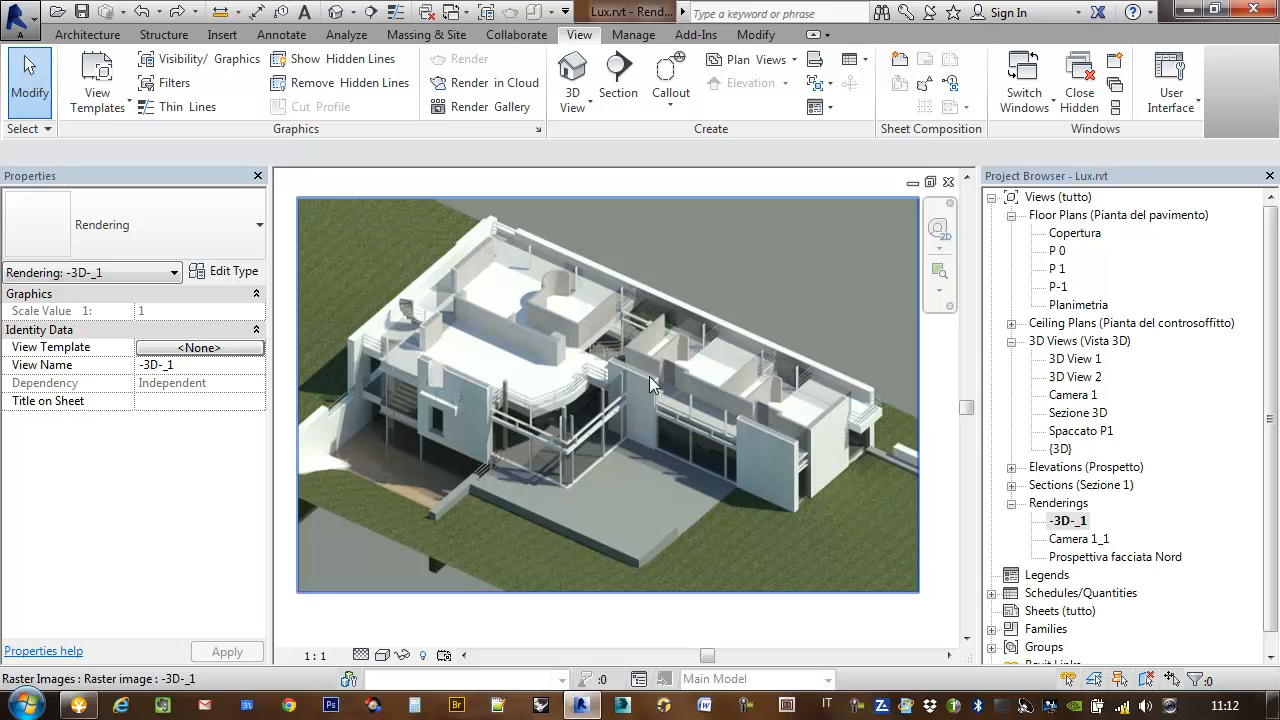 Lux.rvt - Rend...
Type a keyword or phrase
Sign In
Architecture
Structure
Insert
Annotate
Analyze
Massing & Site
Collaborate
View
Manage
Add-Ins
Modify
Modify
View
Templates
Visibility/ Graphics
Filters
Thin Lines
Show Hidden Lines
Remove Hidden Lines
Cut Profile
Render
Render in Cloud
Render Gallery
3D
View
Section
Callout
Plan Views
Elevation
Switch
Windows
Close
Hidden
User
Interface
Select
Graphics
Create
Sheet Composition
Windows
Properties
Rendering
Rendering: -3D-_1
Edit Type
Graphics
Scale Value 1:
1
Identity Data
View Template
<None>
View Name
-3D-_1
Dependency
Independent
Title on Sheet
Properties help
Apply
2D
1 : 1
Project Browser - Lux.rvt
Views (tutto)
Floor Plans (Pianta del pavimento)
Copertura
P 0
P 1
P-1
Planimetria
Ceiling Plans (Pianta del controsoffitto)
3D Views (Vista 3D)
3D View 1
3D View 2
Camera 1
Sezione 3D
Spaccato P1
{3D}
Elevations (Prospetto)
Sections (Sezione 1)
Renderings
-3D-_1
Camera 1_1
Prospettiva facciata Nord
Legends
Schedules/Quantities
Sheets (tutto)
Families
Groups
Revit Links
Raster Images : Raster image : -3D-_1
:0
Main Model
:0
Ps
Br
IT
11:12